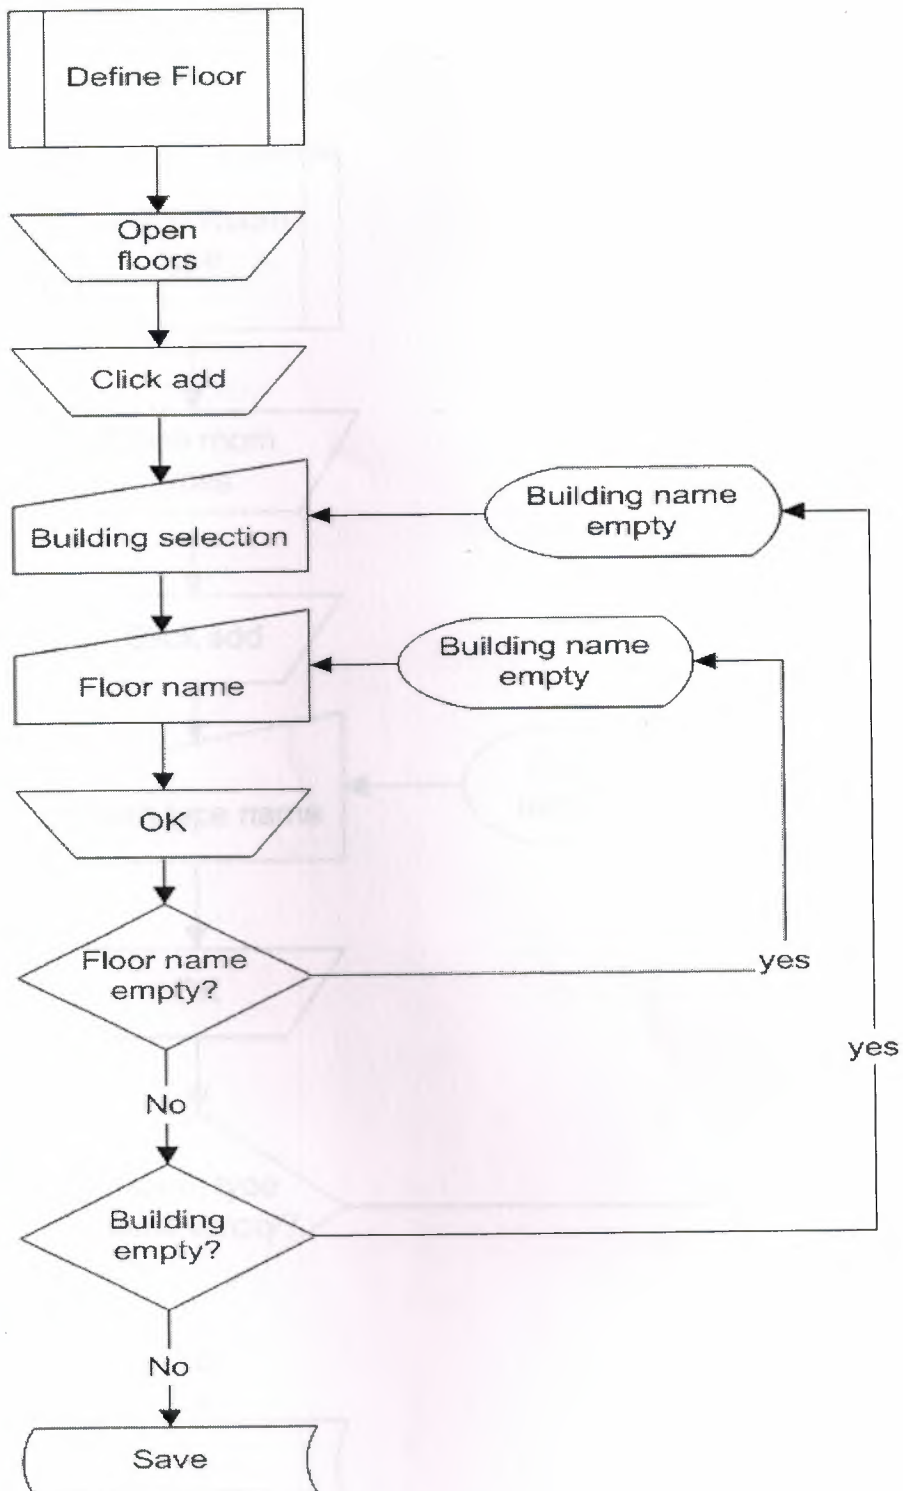 Define Floor
Open
floors
Click add
Building selection
Building name
empty
Floor name
Building name
empty
OK
Floor name
empty?
yes
yes
No
Building
empty?
No
Save